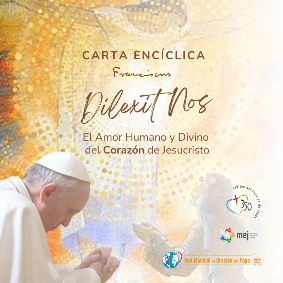 CARTA ENCÍCLICA
Franciscus
Dilexit Nos
El Amor Humano y Divino
del Corazón de Jesucristo
350
mej
Red Mundial de Oración del Papa